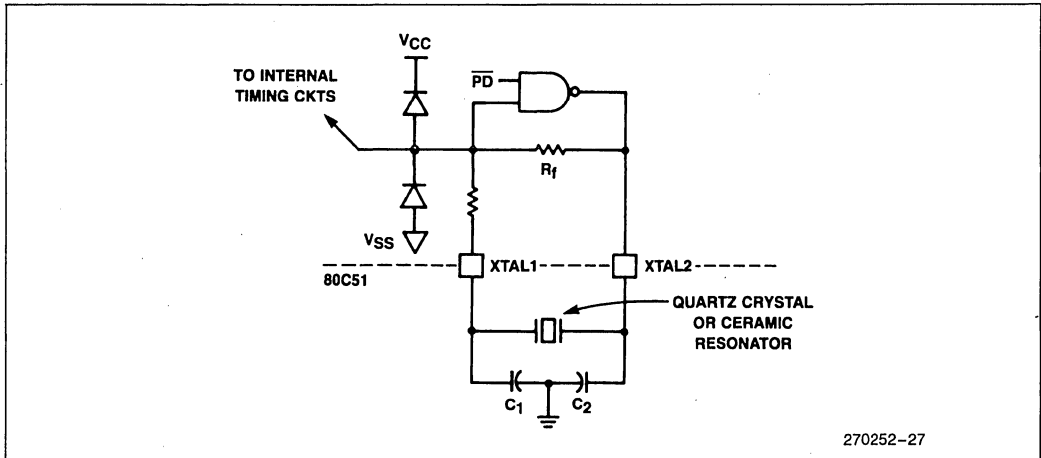 VCC
TO INTERNAL
TIMING CKTS
PD
Rf
VSS
XTAL1
XTAL2
80C51
QUARTZ CRYSTAL
OR CERAMIC
RESONATOR
C1
C2
270252-27